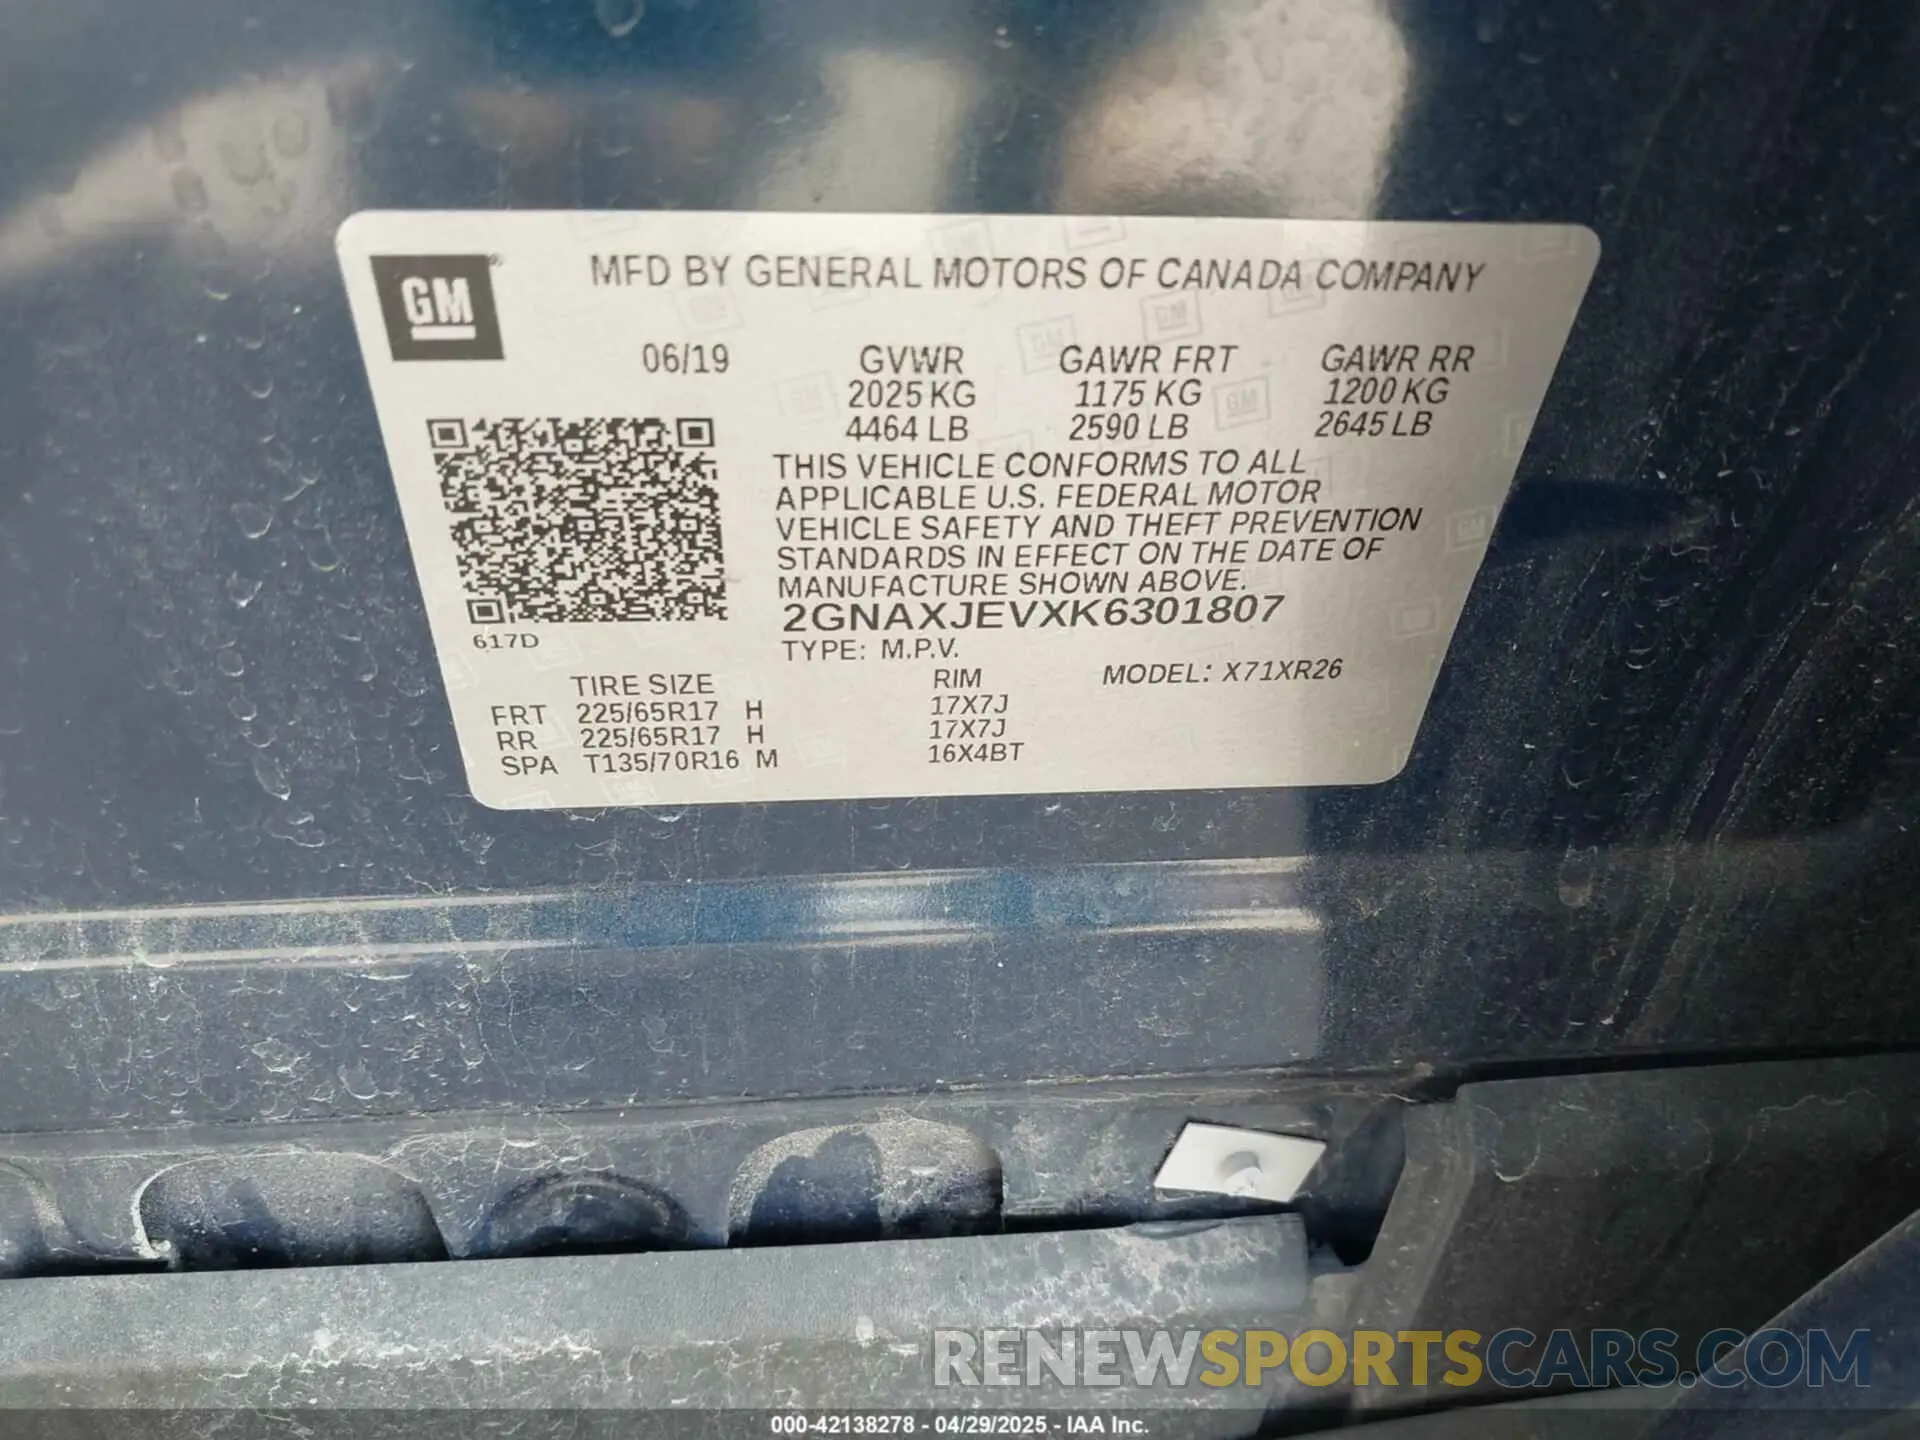 GM
MFD BY GENERAL MOTORS OF CANADA COMPANY
06/19 GVWR GAWR FRT GAWR RR
2025 KG 1175 KG 1200 KG
4464 LB 2590 LB 2645 LB
THIS VEHICLE CONFORMS TO ALL
APPLICABLE U.S. FEDERAL MOTOR
VEHICLE SAFETY AND THEFT PREVENTION
STANDARDS IN EFFECT ON THE DATE OF
MANUFACTURE SHOWN ABOVE.
2GNAXJEVXK6301807
617D
TYPE: M.P.V.
TIRE SIZE RIM MODEL: X71XR26
FRT 225/65R17 H 17X7J
RR 225/65R17 H 17X7J
SPA T135/70R16 M 16X4BT
RENEWSPORTSCARS.COM
000-42138278 - 04/29/2025 - IAA Inc.